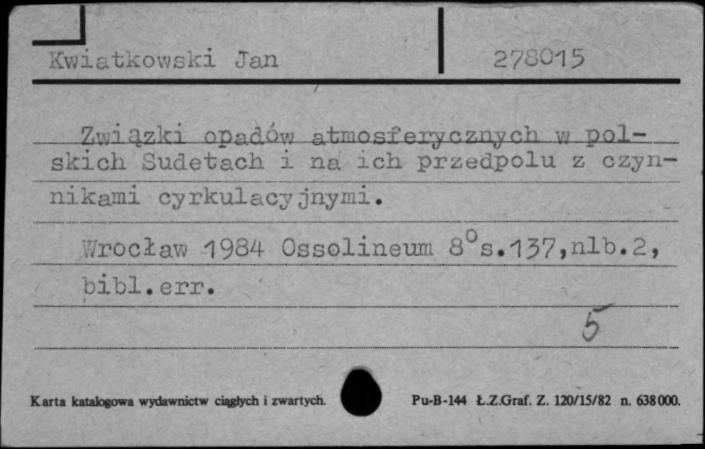 Kwiatkowski Jan 278015
Związki opadów atmosferycznych w pol-
skich Sudetach i na ich przedpolu z czyn-
nikami cyrkulacyjnymi.
Wrocław 1984 Ossolineum 8°s.137,nlb.2,
bibl.err.
5
Karta katalogowa wydawnictw ciągłych i zwartych. Pu-B-144 Ł.Z.Graf. Z. 120/15/82 n. 638000.